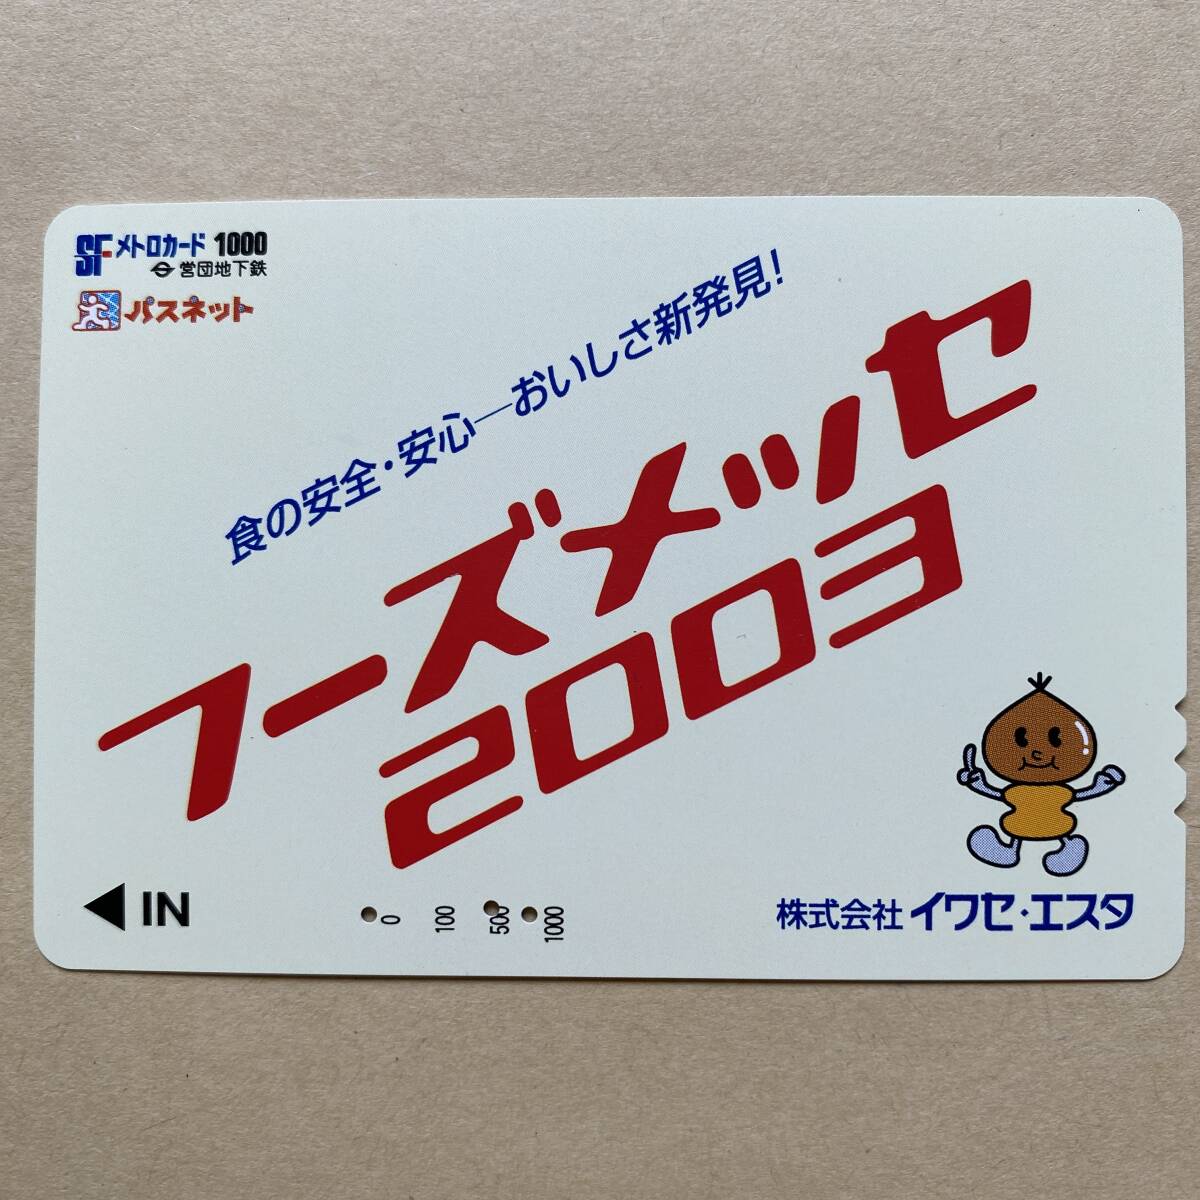 SFメトロカード 1000
営団地下鉄
パスネット
食の安全・安心—おいしさ新発見!
フーズメッセ
2003
◀IN
0 100 500 1000
株式会社イワセ・エスタ